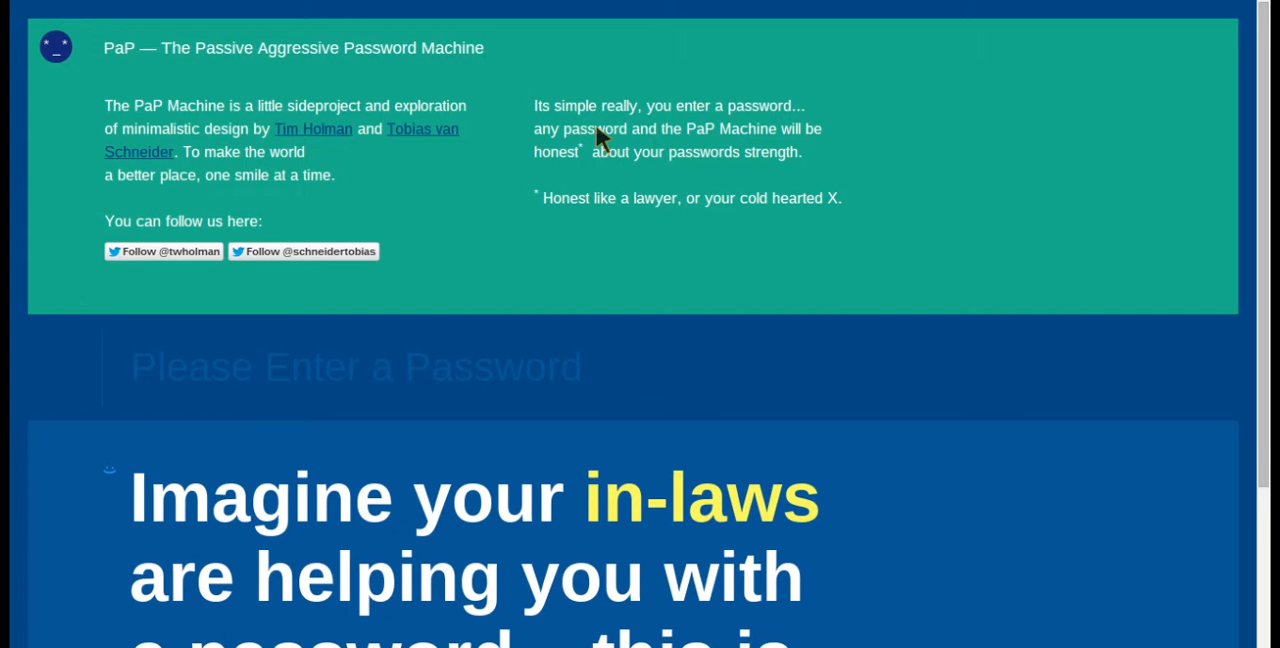 PaP — The Passive Aggressive Password Machine
The PaP Machine is a little sideproject and exploration
of minimalistic design by Tim Holman and Tobias van
Schneider. To make the world
a better place, one smile at a time.
You can follow us here:
Follow @twholman Follow @schneidertobias
Its simple really, you enter a password...
any password and the PaP Machine will be
honest* about your passwords strength.
* Honest like a lawyer, or your cold hearted X.
Please Enter a Password
Imagine your in-laws
are helping you with
a password... this is